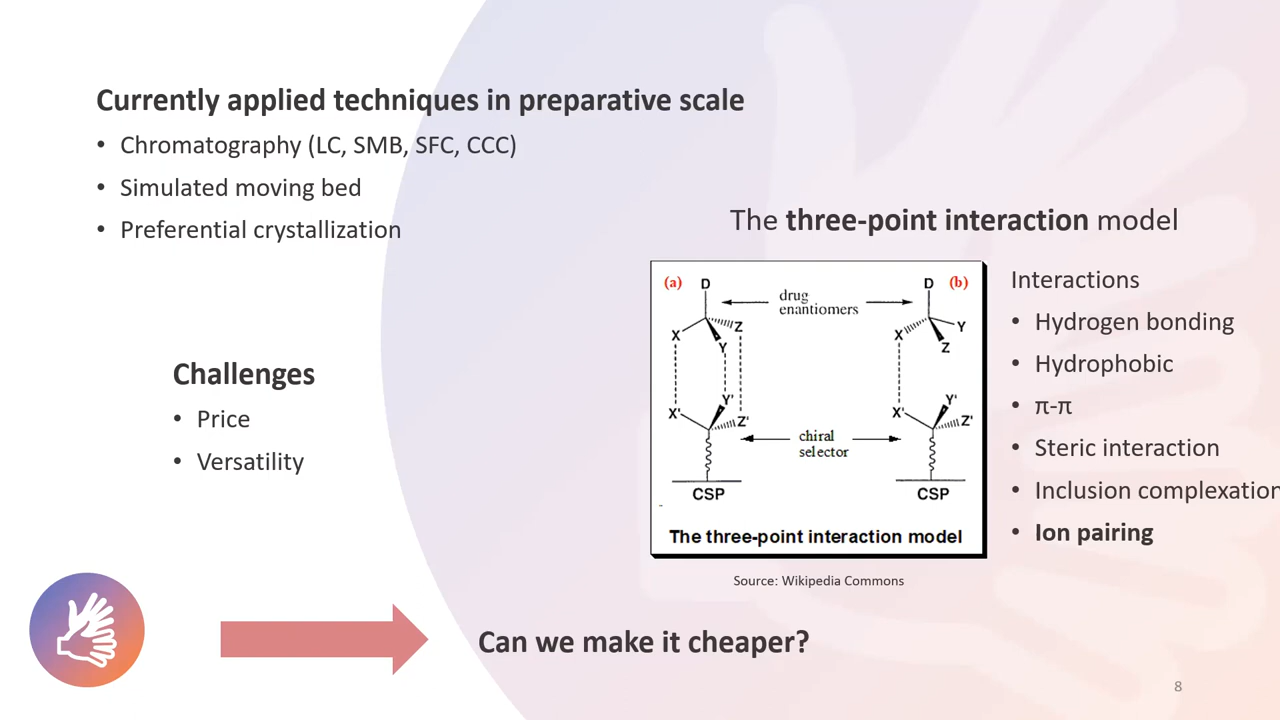 Currently applied techniques in preparative scale
• Chromatography (LC, SMB, SFC, CCC)
• Simulated moving bed
• Preferential crystallization
Challenges
• Price
• Versatility
The three-point interaction model
(a) D D (b)
drug
enantiomers
X Z Y X Y Z
X' Y' Z' X' Y' Z'
chiral
selector
CSP CSP
The three-point interaction model
Source: Wikipedia Commons
Interactions
• Hydrogen bonding
• Hydrophobic
• π-π
• Steric interaction
• Inclusion complexation
• Ion pairing
Can we make it cheaper?
8